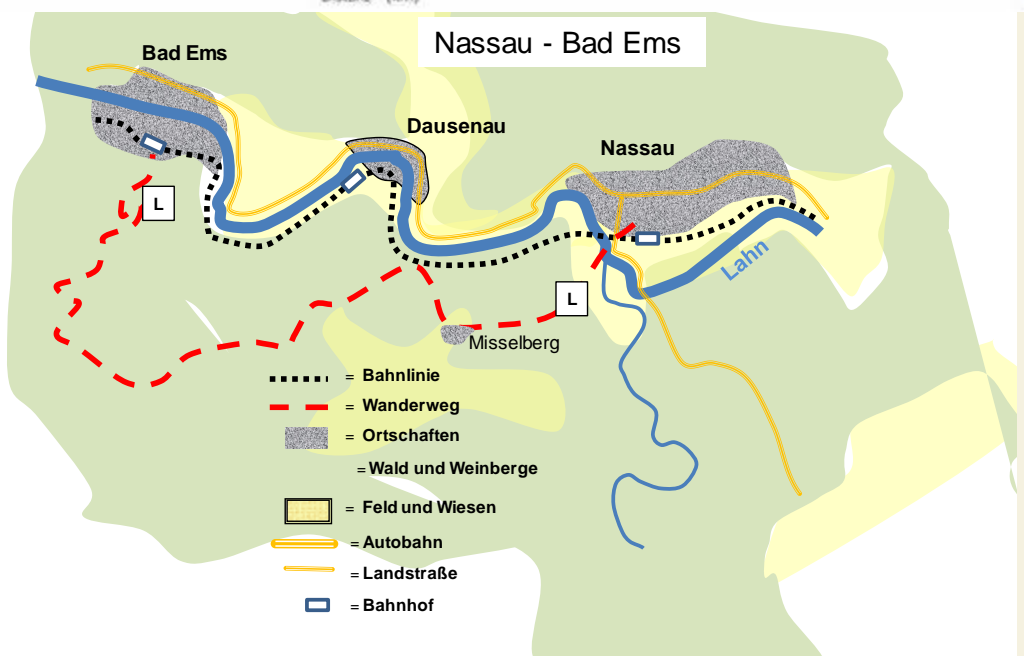 Nassau - Bad Ems
Bad Ems
Dausenau
Nassau
L
L
Lahn
Misselberg
= Bahnlinie
= Wanderweg
= Ortschaften
= Wald und Weinberge
= Feld und Wiesen
= Autobahn
= Landstraße
= Bahnhof